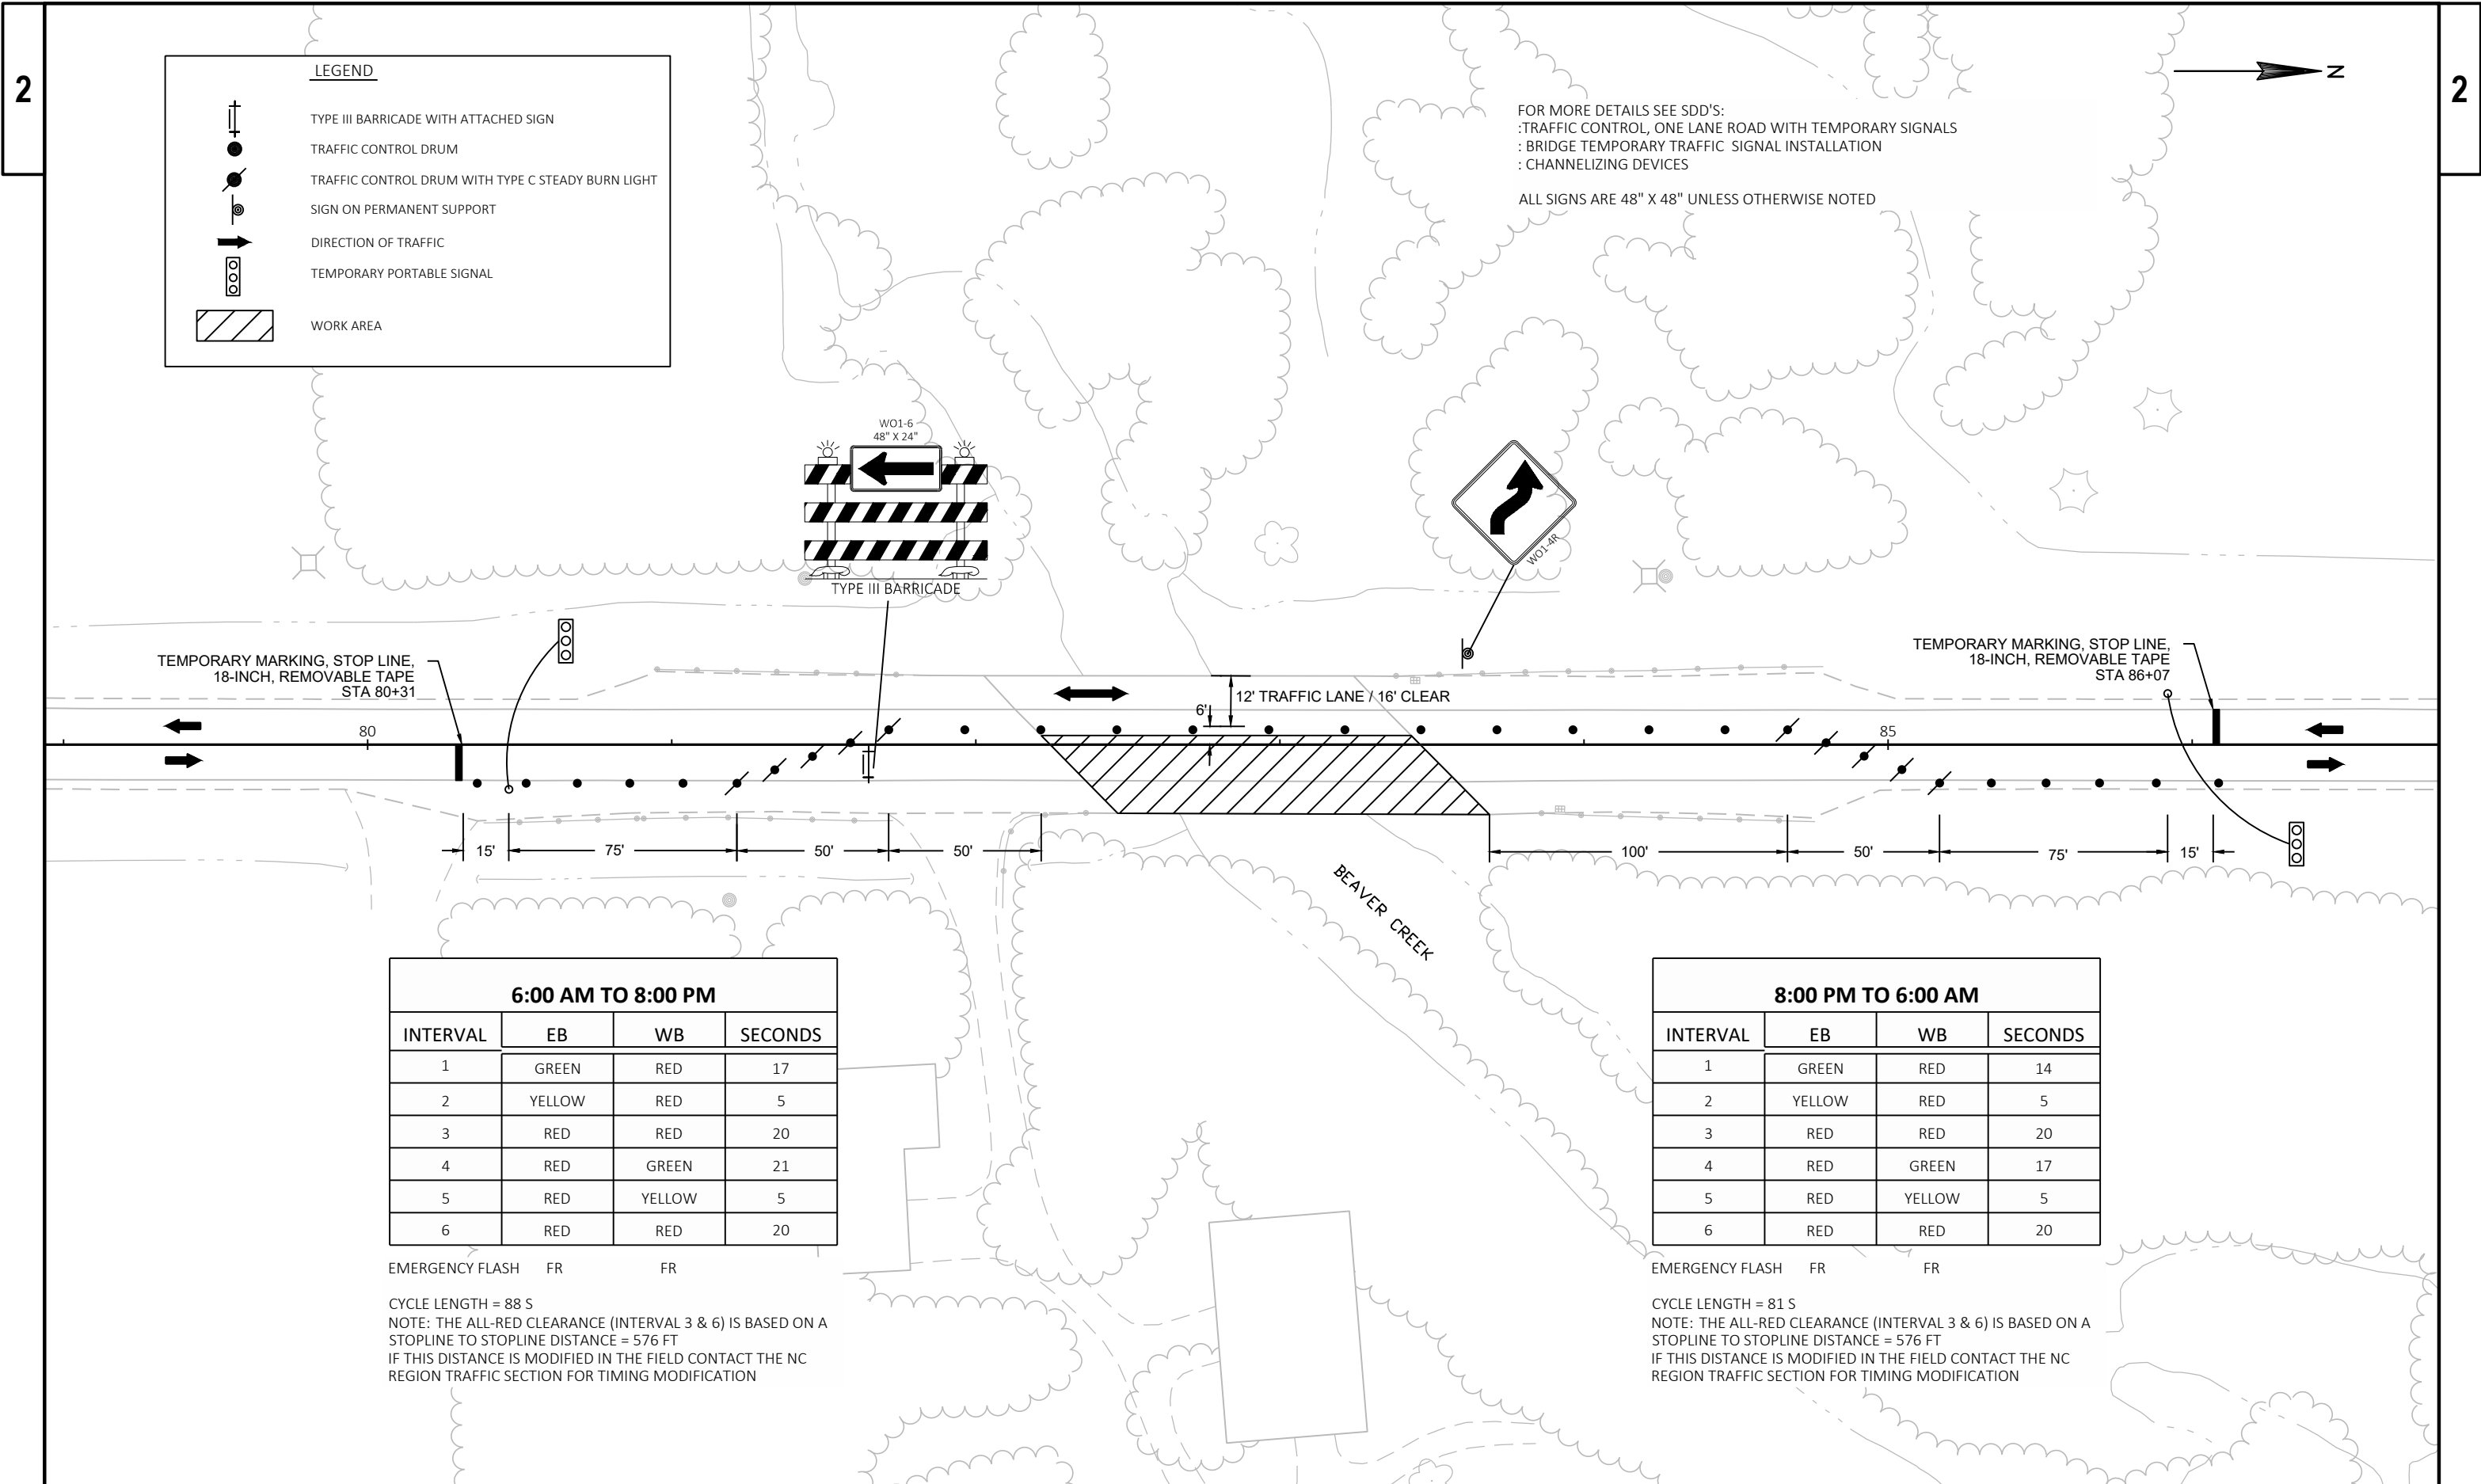 2
2
LEGEND
TYPE III BARRICADE WITH ATTACHED SIGN
TRAFFIC CONTROL DRUM
TRAFFIC CONTROL DRUM WITH TYPE C STEADY BURN LIGHT
SIGN ON PERMANENT SUPPORT
DIRECTION OF TRAFFIC
TEMPORARY PORTABLE SIGNAL
WORK AREA
FOR MORE DETAILS SEE SDD'S:
:TRAFFIC CONTROL, ONE LANE ROAD WITH TEMPORARY SIGNALS
: BRIDGE TEMPORARY TRAFFIC SIGNAL INSTALLATION
: CHANNELIZING DEVICES
ALL SIGNS ARE 48" X 48" UNLESS OTHERWISE NOTED
N
WO1-6
48" X 24"
TYPE III BARRICADE
WO1-4R
TEMPORARY MARKING, STOP LINE,
18-INCH, REMOVABLE TAPE
STA 80+31
TEMPORARY MARKING, STOP LINE,
18-INCH, REMOVABLE TAPE
STA 86+07
12' TRAFFIC LANE / 16' CLEAR
6'
80
85
15'
75'
50'
50'
100'
50'
75'
15'
BEAVER CREEK
6:00 AM TO 8:00 PM
INTERVAL EB WB SECONDS
1 GREEN RED 17
2 YELLOW RED 5
3 RED RED 20
4 RED GREEN 21
5 RED YELLOW 5
6 RED RED 20
EMERGENCY FLASH FR FR
CYCLE LENGTH = 88 S
NOTE: THE ALL-RED CLEARANCE (INTERVAL 3 & 6) IS BASED ON A
STOPLINE TO STOPLINE DISTANCE = 576 FT
IF THIS DISTANCE IS MODIFIED IN THE FIELD CONTACT THE NC
REGION TRAFFIC SECTION FOR TIMING MODIFICATION
8:00 PM TO 6:00 AM
INTERVAL EB WB SECONDS
1 GREEN RED 14
2 YELLOW RED 5
3 RED RED 20
4 RED GREEN 17
5 RED YELLOW 5
6 RED RED 20
EMERGENCY FLASH FR FR
CYCLE LENGTH = 81 S
NOTE: THE ALL-RED CLEARANCE (INTERVAL 3 & 6) IS BASED ON A
STOPLINE TO STOPLINE DISTANCE = 576 FT
IF THIS DISTANCE IS MODIFIED IN THE FIELD CONTACT THE NC
REGION TRAFFIC SECTION FOR TIMING MODIFICATION